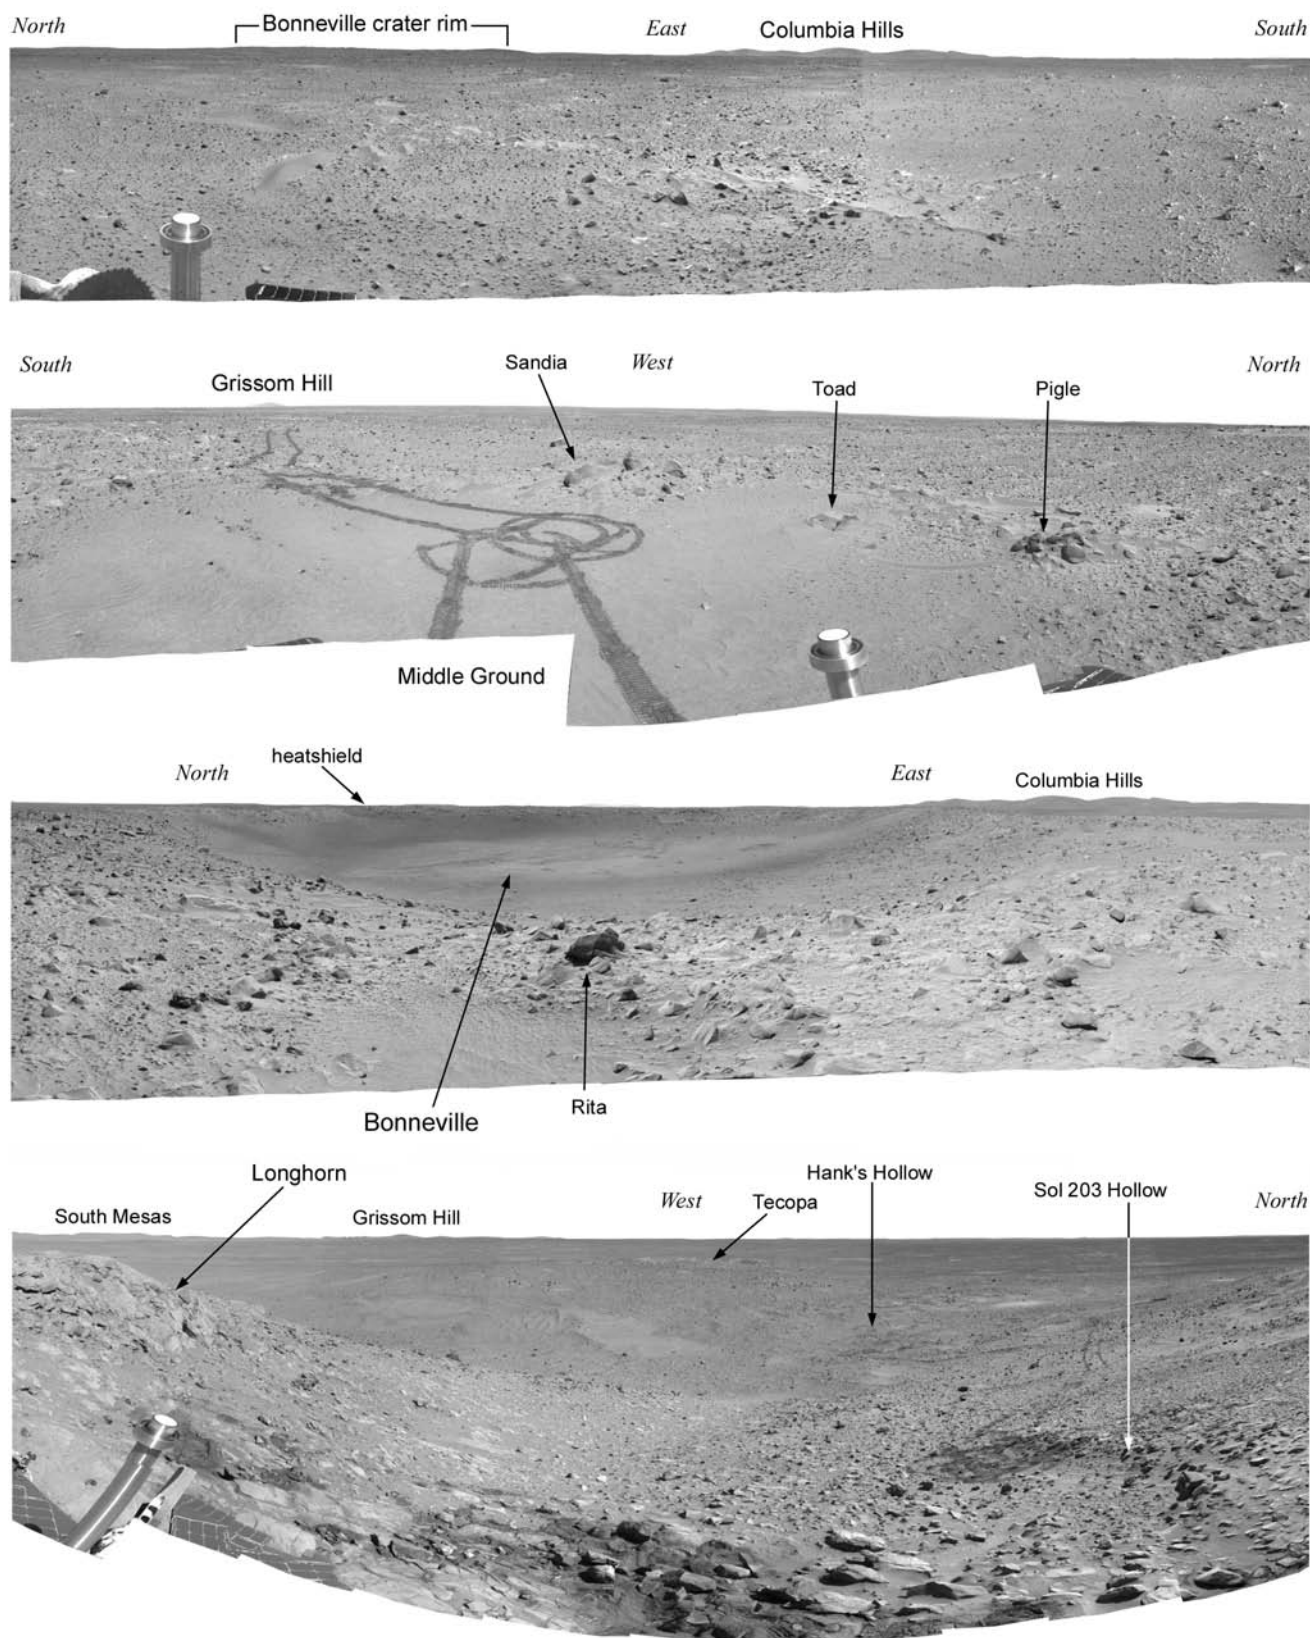 North
Bonneville crater rim
East
Columbia Hills
South
South
Grissom Hill
Sandia
West
Toad
Pigle
North
Middle Ground
North
heatshield
East
Columbia Hills
Bonneville
Rita
South Mesas
Longhorn
Grissom Hill
West
Tecopa
Hank's Hollow
Sol 203 Hollow
North